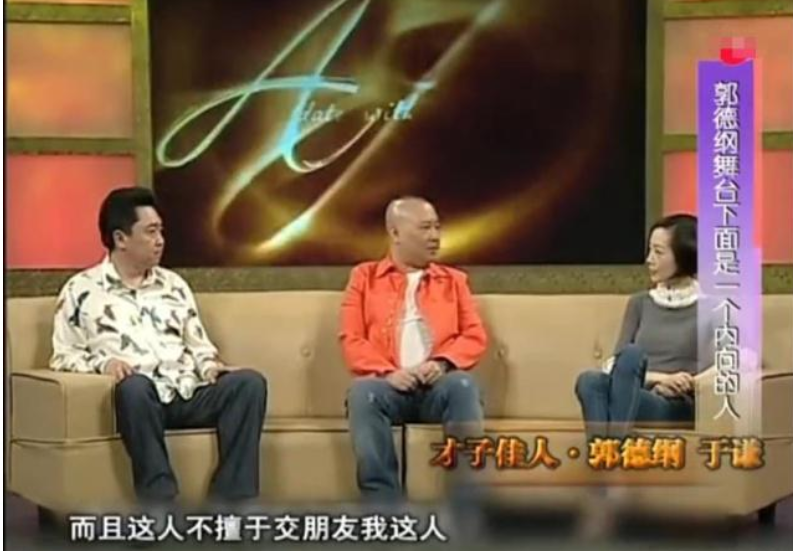 A J
date with
郭德纲舞台下面是一个内向的人
才子佳人·郭德纲 于谦
而且这人不擅于交朋友我这人